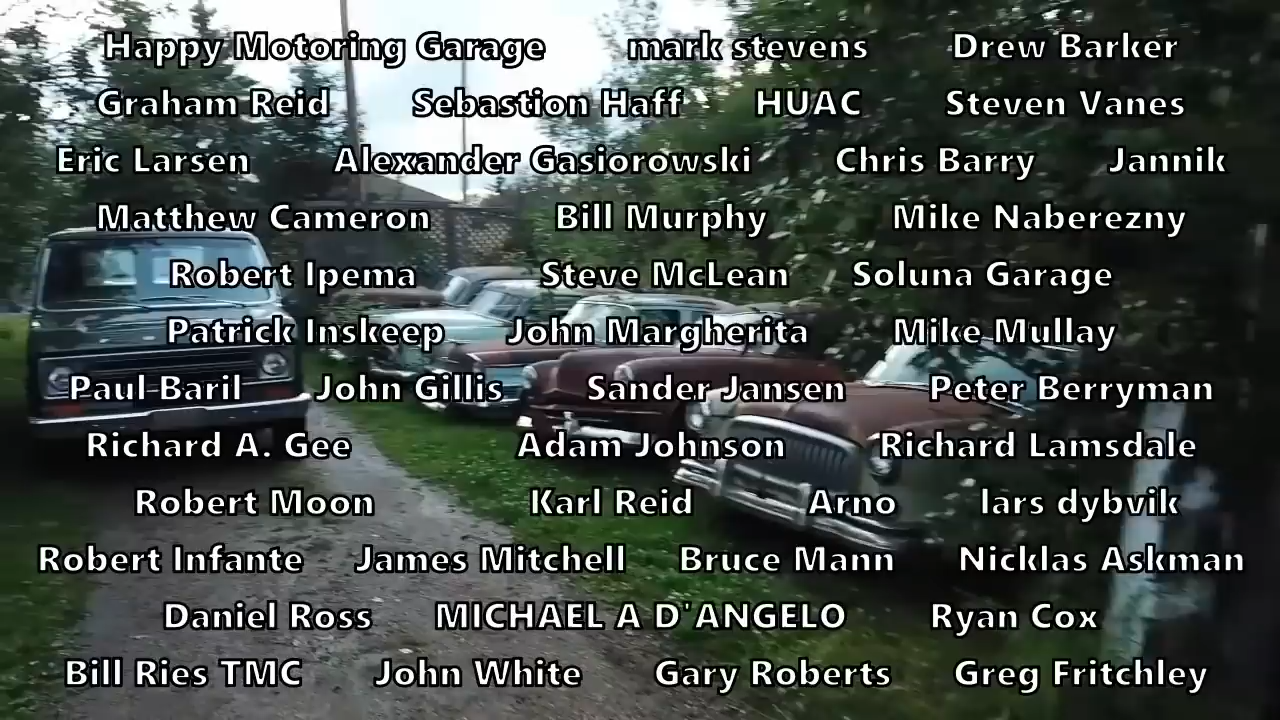 Happy Motoring Garage mark stevens Drew Barker
Graham Reid Sebastion Haff HUAC Steven Vanes
Eric Larsen Alexander Gasiorowski Chris Barry Jannik
Matthew Cameron Bill Murphy Mike Naberezny
Robert Ipema Steve McLean Soluna Garage
Patrick Inskeep John Margherita Mike Mullay
Paul Baril John Gillis Sander Jansen Peter Berryman
Richard A. Gee Adam Johnson Richard Lamsdale
Robert Moon Karl Reid Arno lars dybvik
Robert Infante James Mitchell Bruce Mann Nicklas Askman
Daniel Ross MICHAEL A D'ANGELO Ryan Cox
Bill Ries TMC John White Gary Roberts Greg Fritchley